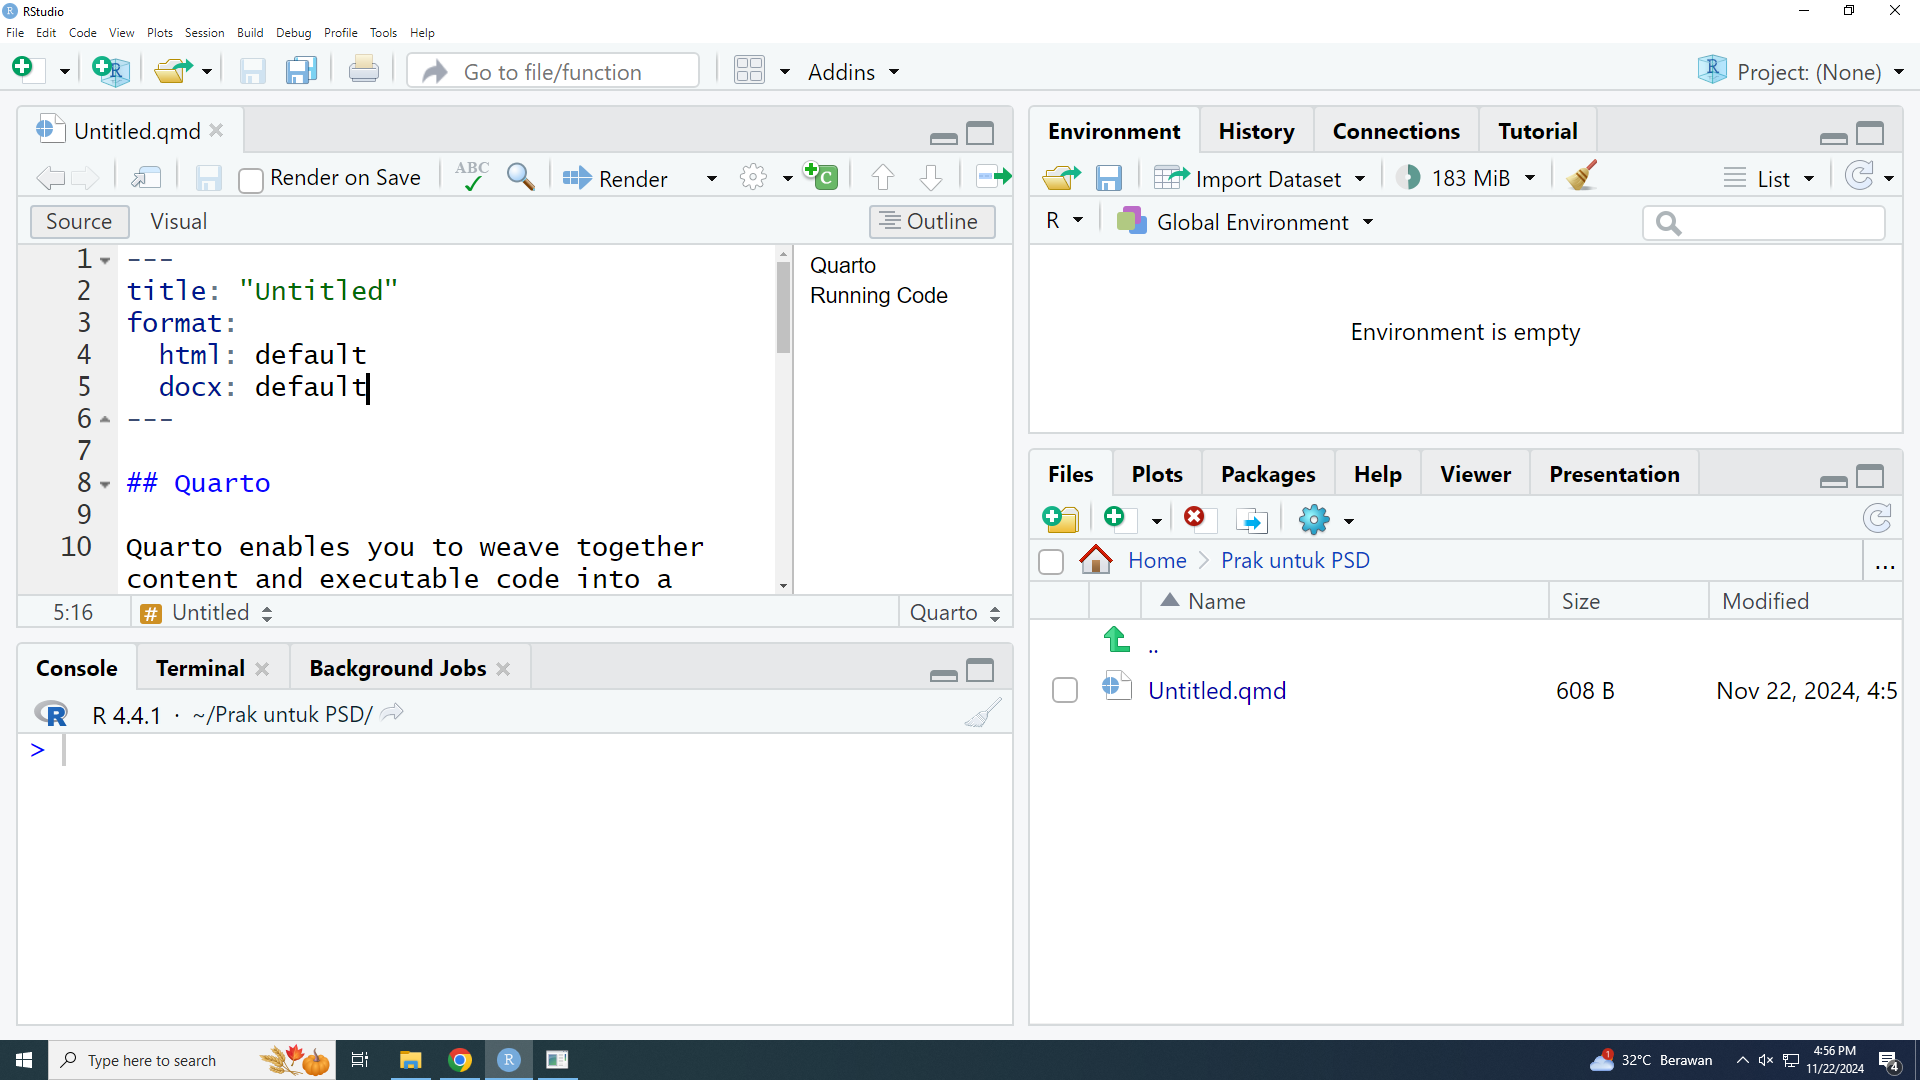 RStudio
File Edit Code View Plots Session Build Debug Profile Tools Help
Go to file/function
Addins
Project: (None)
Untitled.qmd
Render on Save
ABC
Render
C
Source
Visual
Outline
1 ---
2 title: "Untitled"
3 format:
4 html: default
5 docx: default
6 ---
7
8 ## Quarto
9
10 Quarto enables you to weave together
content and executable code into a
Quarto
Running Code
5:16
# Untitled
Quarto
Console Terminal Background Jobs
R R 4.4.1 · ~/Prak untuk PSD/
>
Environment History Connections Tutorial
Import Dataset
183 MiB
List
R
Global Environment
Environment is empty
Files Plots Packages Help Viewer Presentation
Home Prak untuk PSD
...
Name Size Modified
..
Untitled.qmd 608 B Nov 22, 2024, 4:5
Type here to search
R
1
32°C Berawan
4:56 PM
11/22/2024
4